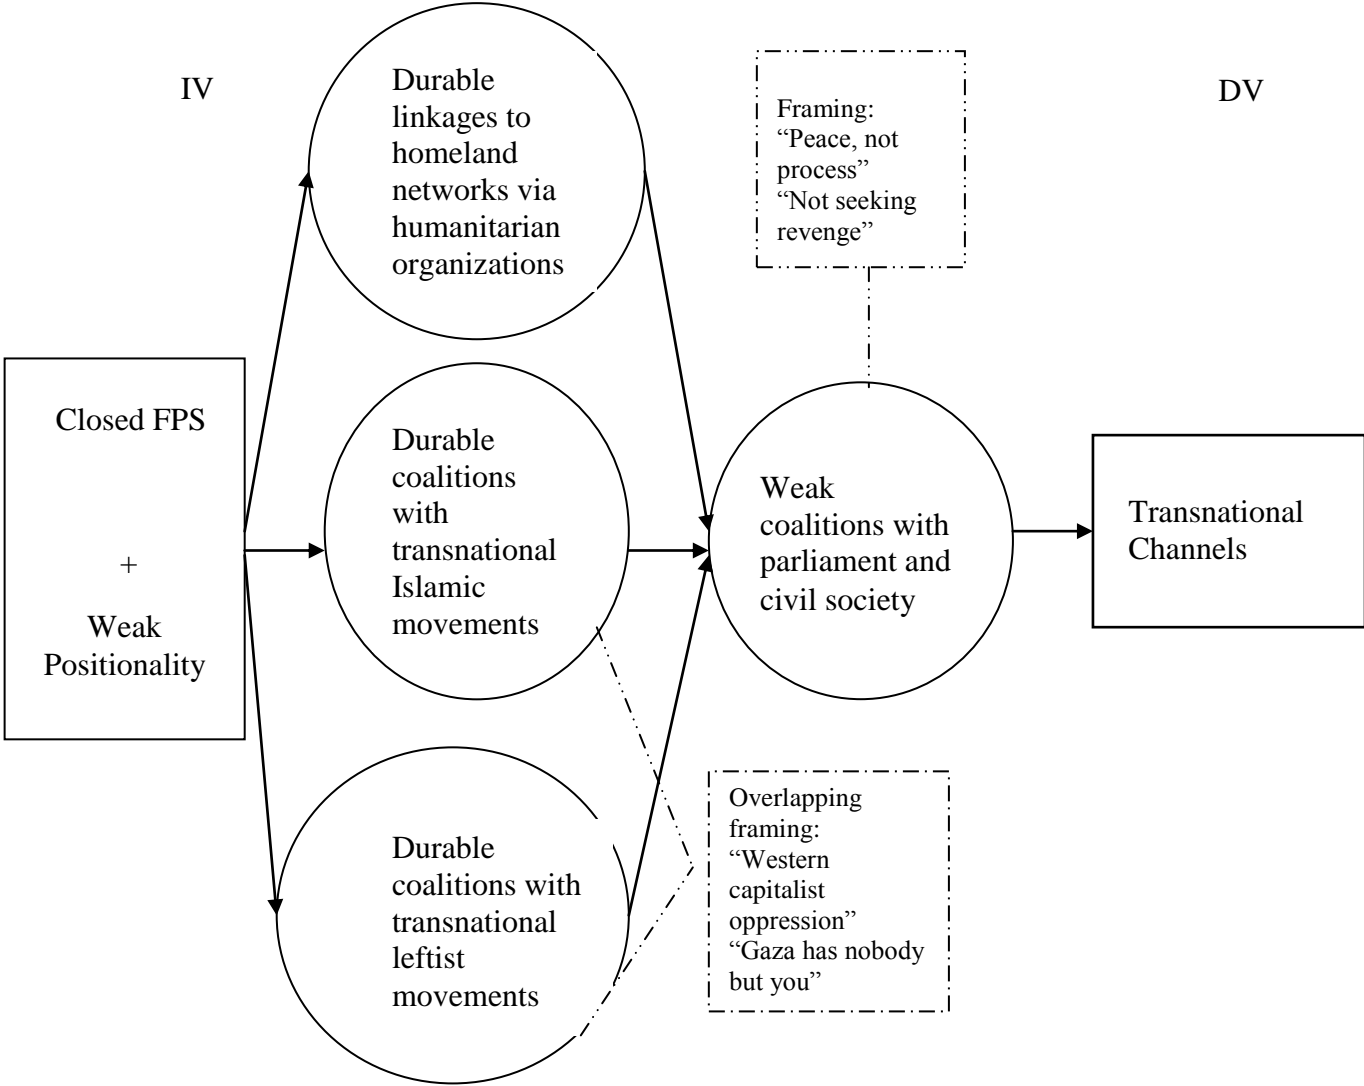 IV
DV
Durable
linkages to
homeland
networks via
humanitarian
organizations
Framing:
“Peace, not
process”
“Not seeking
revenge”
Closed FPS
+
Weak
Positionality
Durable
coalitions
with
transnational
Islamic
movements
Weak
coalitions with
parliament and
civil society
Transnational
Channels
Durable
coalitions with
transnational
leftist
movements
Overlapping
framing:
“Western
capitalist
oppression”
“Gaza has nobody
but you”